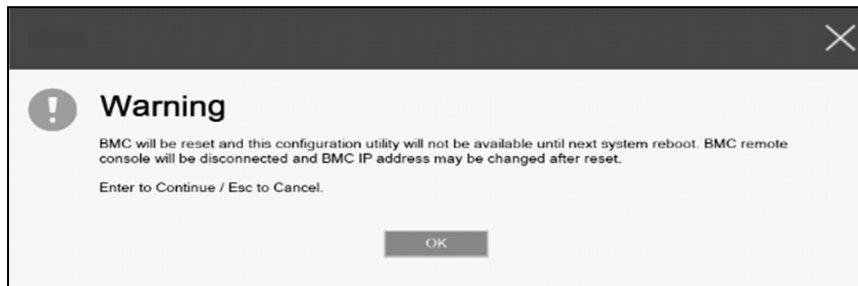 Warning
BMC will be reset and this configuration utility will not be available until next system reboot. BMC remote
console will be disconnected and BMC IP address may be changed after reset.
Enter to Continue / Esc to Cancel.
OK